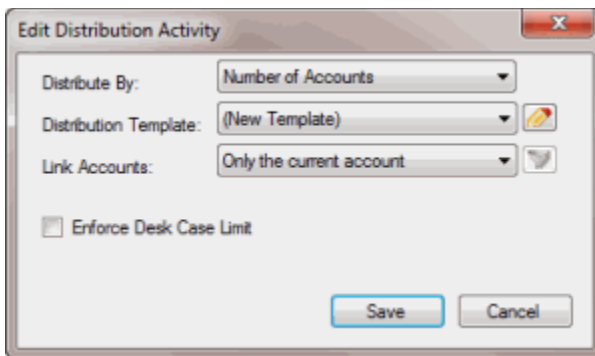 Edit Distribution Activity
Distribute By: Number of Accounts
Distribution Template: (New Template)
Link Accounts: Only the current account
Enforce Desk Case Limit
Save Cancel